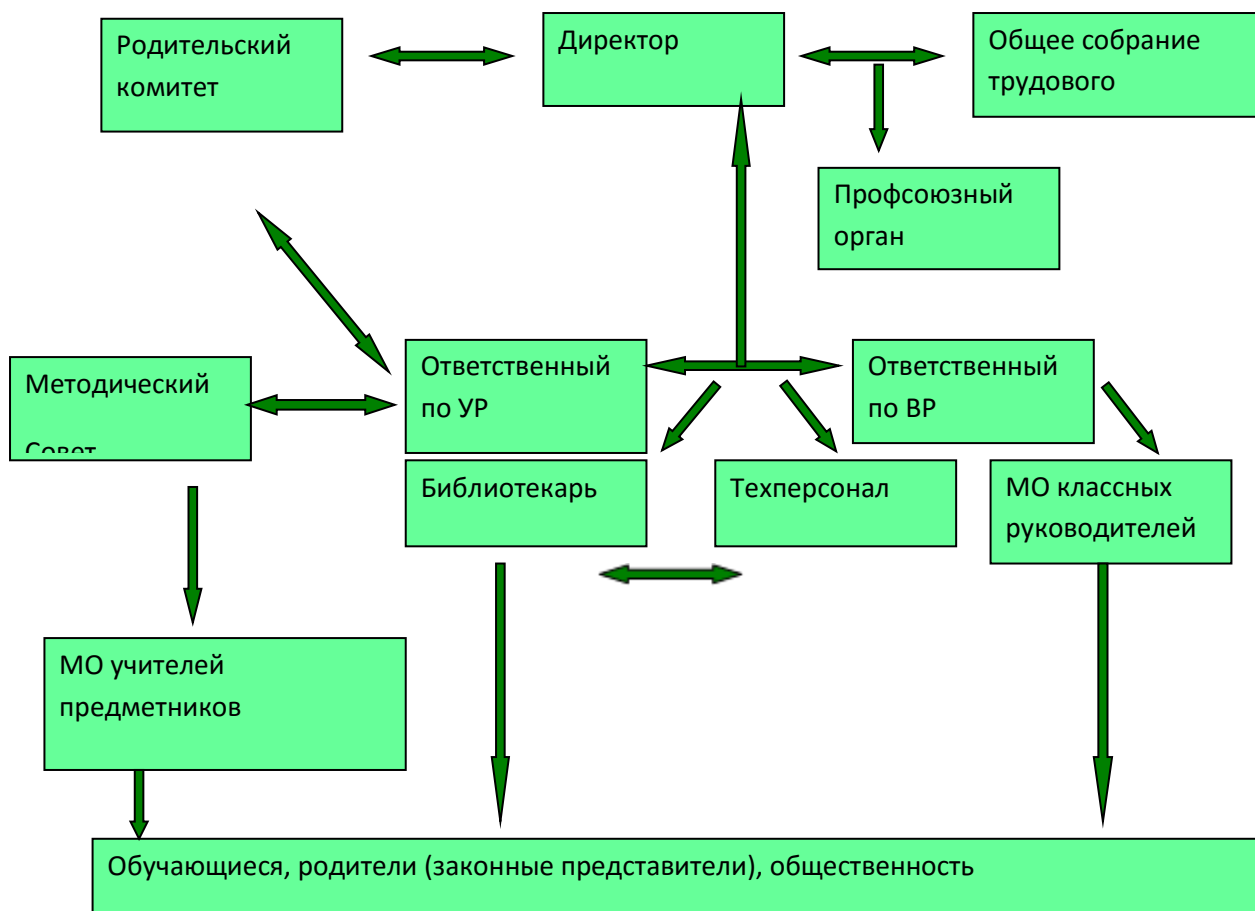 Родительский
комитет
Директор
Общее собрание
трудового
Профсоюзный
орган
Методический
Совет
Ответственный
по УР
Ответственный
по ВР
Библиотекарь
Техперсонал
МО классных
руководителей
МО учителей
предметников
Обучающиеся, родители (законные представители), общественность